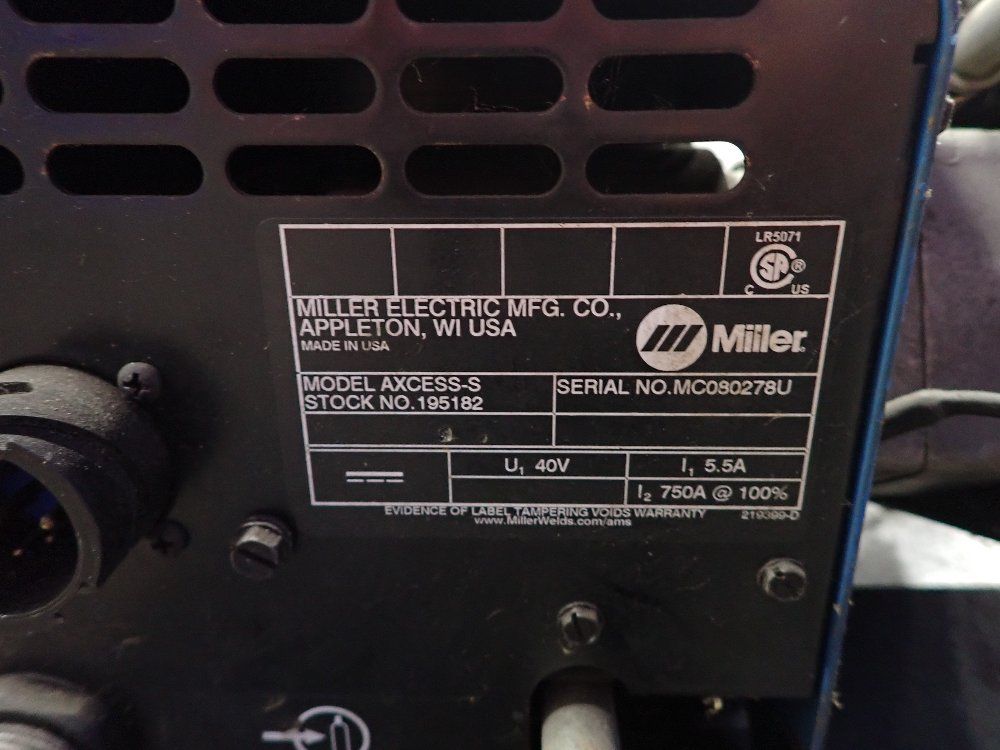 LR5071
SP®
C US
MILLER ELECTRIC MFG. CO.,
APPLETON, WI USA
MADE IN USA
Miller®
MODEL AXCESS-S
STOCK NO.195182
SERIAL NO.MC080278U
U1 40V
I1 5.5A
I2 750A @ 100%
EVIDENCE OF LABEL TAMPERING VOIDS WARRANTY
219399-D
www.MillerWelds.com/ams